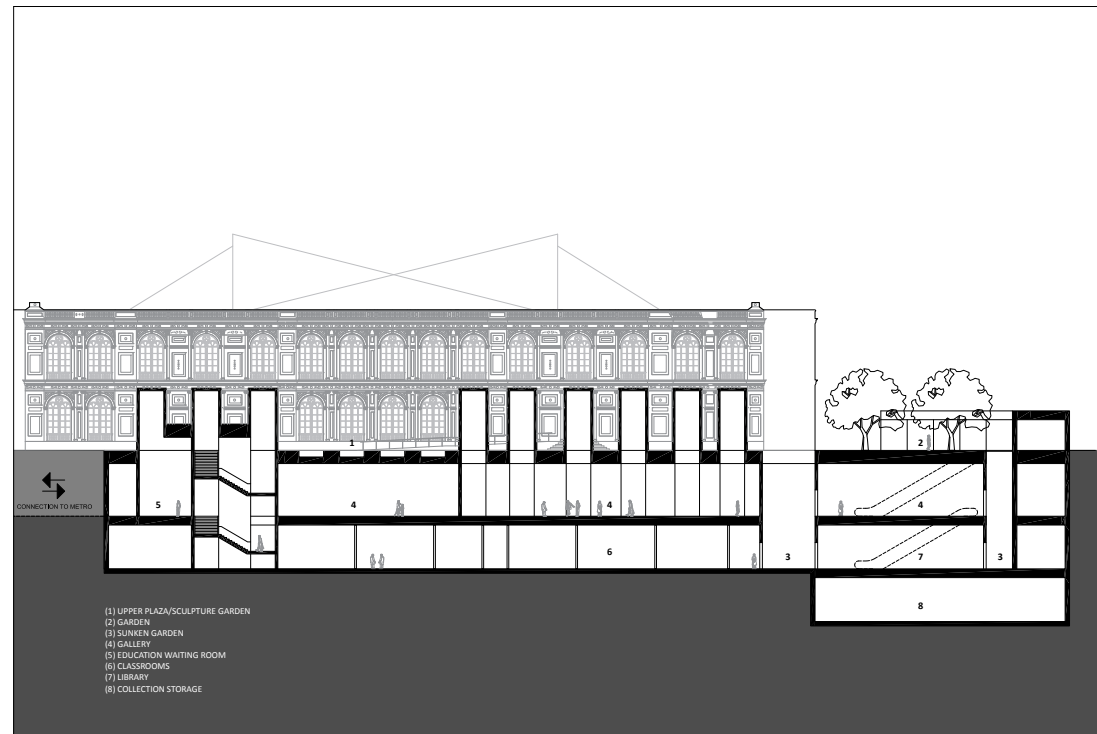 1
2
CONNECTION TO METRO
5
4
4
4
6
3
7
3
8
(1) UPPER PLAZA/SCULPTURE GARDEN
(2) GARDEN
(3) SUNKEN GARDEN
(4) GALLERY
(5) EDUCATION WAITING ROOM
(6) CLASSROOMS
(7) LIBRARY
(8) COLLECTION STORAGE